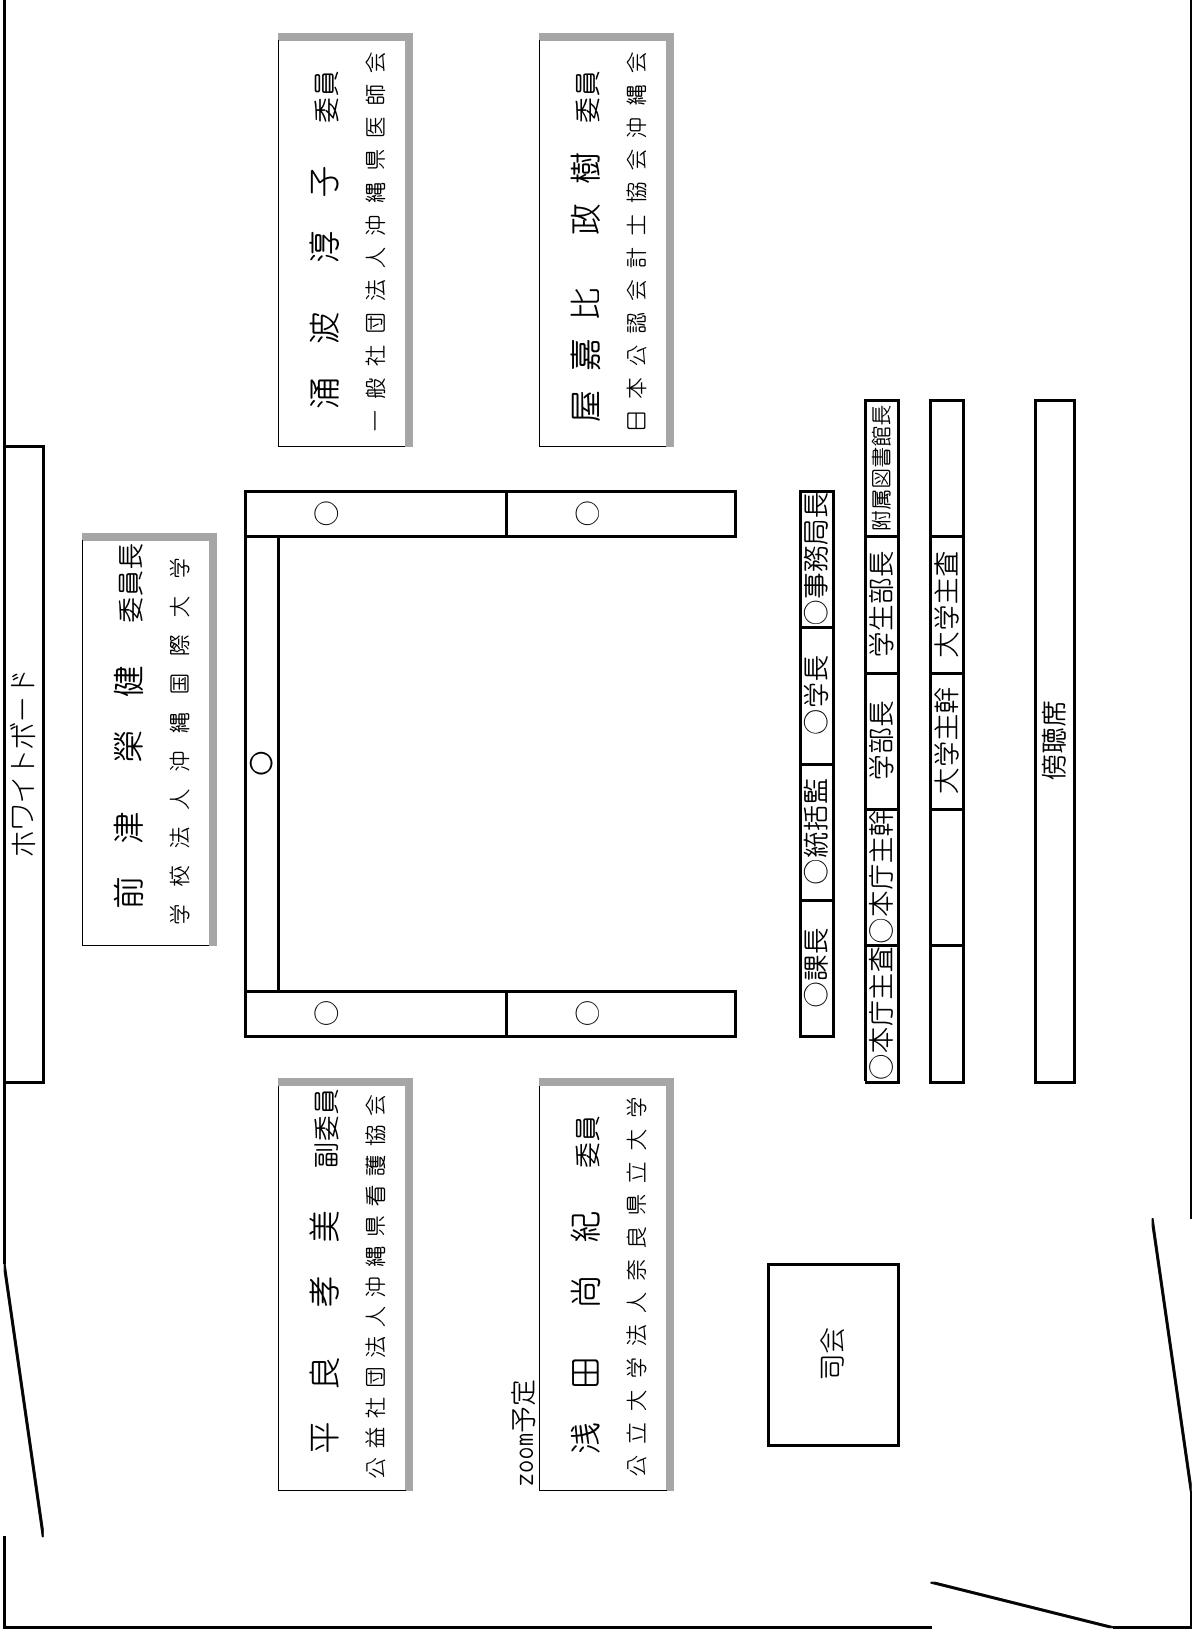 ホワイトボード
前津榮健 委員長
学校法人沖縄国際大学
平良孝美 副委員
公益社団法人沖縄県看護協会
涌波淳子 委員
一般社団法人沖縄県医師会
zoom予定
浅田尚紀 委員
公立大学法人奈良県立大学
屋嘉比政樹 委員
日本公認会計士協会沖縄会
○
○
○
○
○
○課長
○統括監
○学長
○事務局長
○本庁主査
○本庁主幹
学部長
学生部長
附属図書館長
大学主幹
大学主査
司会
傍聴席